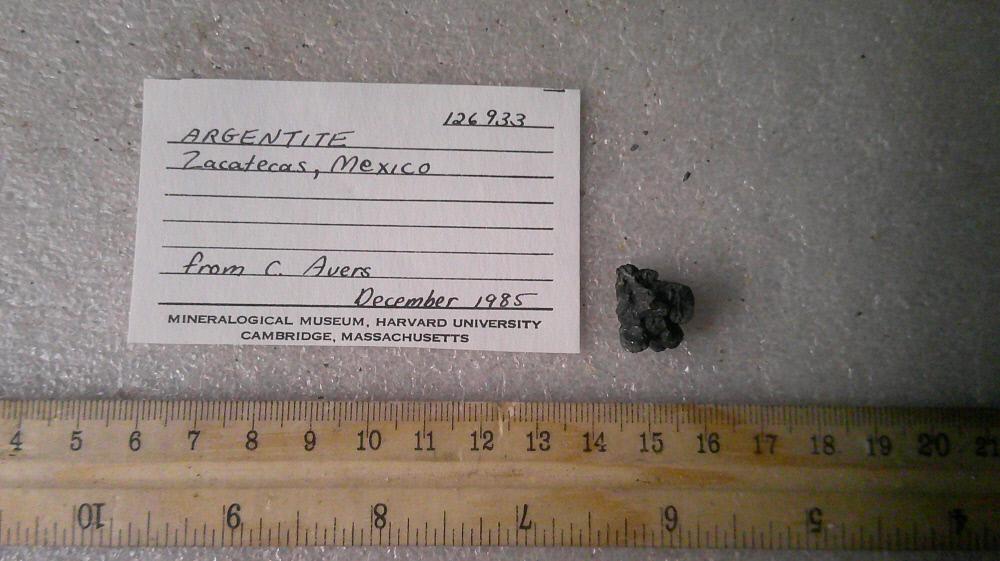 126933
ARGENTITE
Zacatecas, Mexico
from C. Avers
December 1985
MINERALOGICAL MUSEUM, HARVARD UNIVERSITY
CAMBRIDGE, MASSACHUSETTS
4 5 6 7 8 9 10 11 12 13 14 15 16 17 18 19 20 21
10 9 8 7 6 5 4